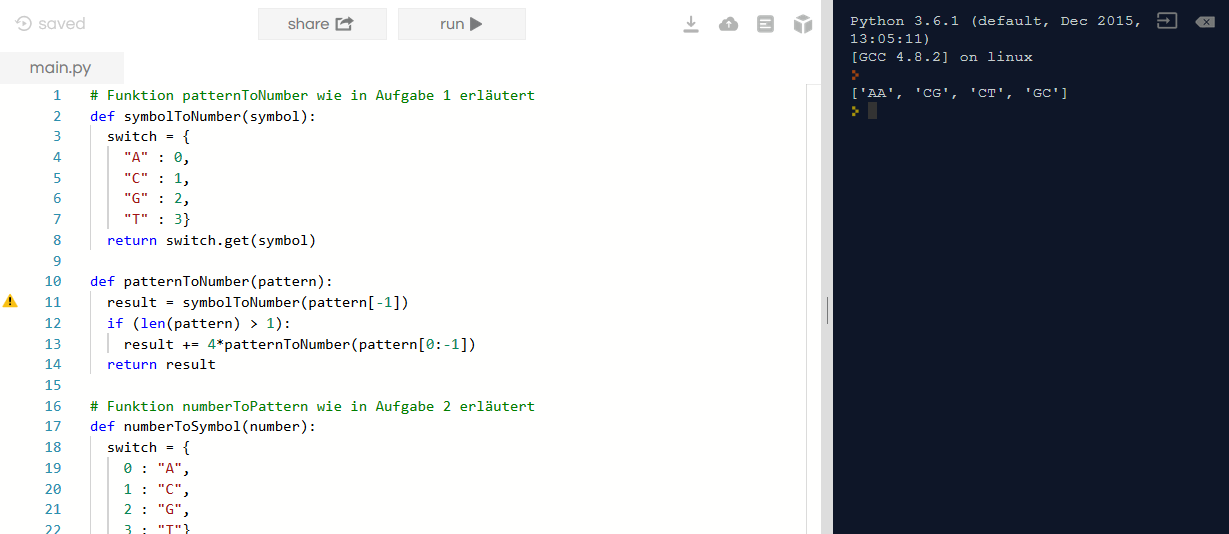 saved
share
run
main.py
1 # Funktion patternToNumber wie in Aufgabe 1 erläutert
2 def symbolToNumber(symbol):
3 switch = {
4 "A" : 0,
5 "C" : 1,
6 "G" : 2,
7 "T" : 3}
8 return switch.get(symbol)
9
10 def patternToNumber(pattern):
11 result = symbolToNumber(pattern[-1])
12 if (len(pattern) > 1):
13 result += 4*patternToNumber(pattern[0:-1])
14 return result
15
16 # Funktion numberToPattern wie in Aufgabe 2 erläutert
17 def numberToSymbol(number):
18 switch = {
19 0 : "A",
20 1 : "C",
21 2 : "G",
22 3 : "T"}
Python 3.6.1 (default, Dec 2015,
13:05:11)
[GCC 4.8.2] on linux
['AA', 'CG', 'CT', 'GC']